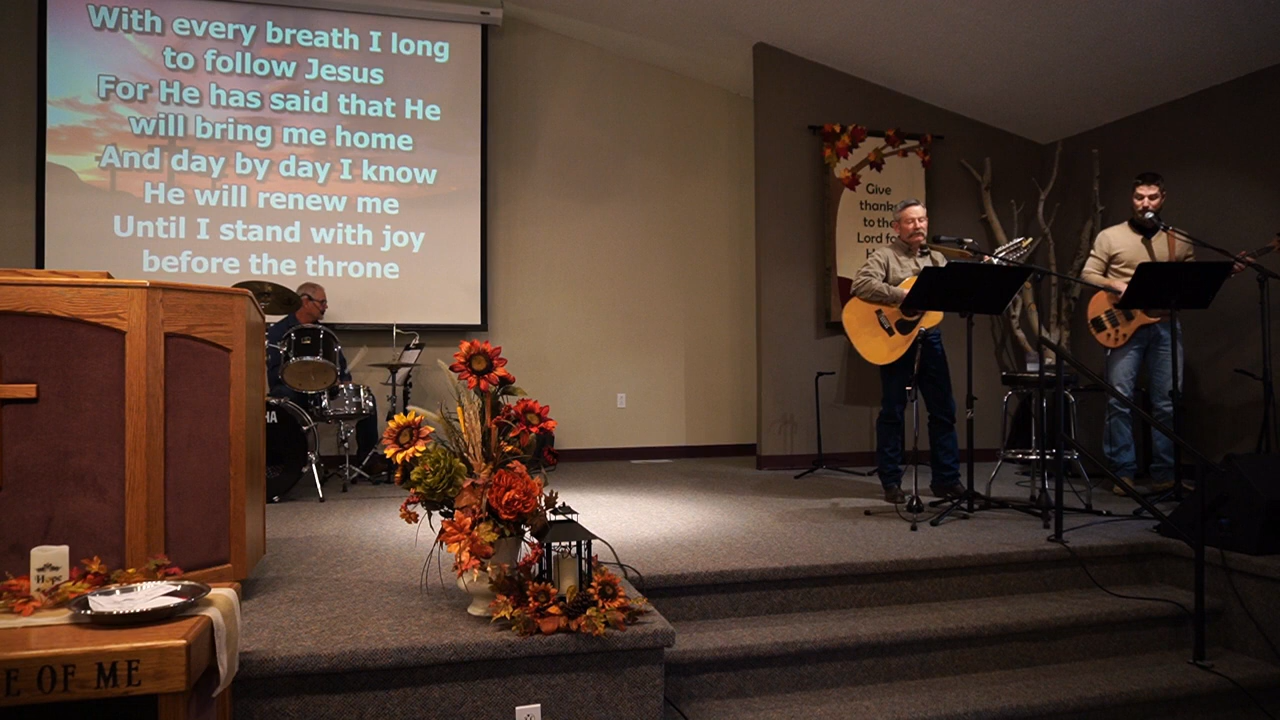 With every breath I long
to follow Jesus
For He has said that He
will bring me home
And day by day I know
He will renew me
Until I stand with joy
before the throne
Give
thanks
to the
Lord for
HA
Hope
E OF ME